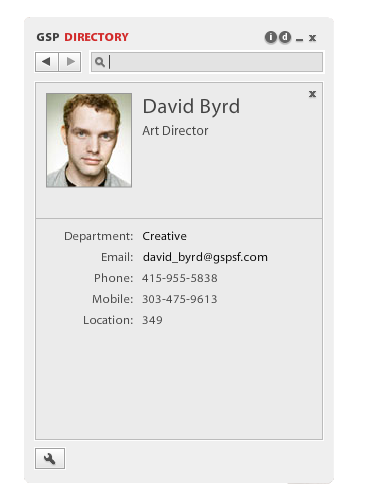 GSP DIRECTORY i d
David Byrd
Art Director
Department: Creative
Email: david_byrd@gspsf.com
Phone: 415-955-5838
Mobile: 303-475-9613
Location: 349